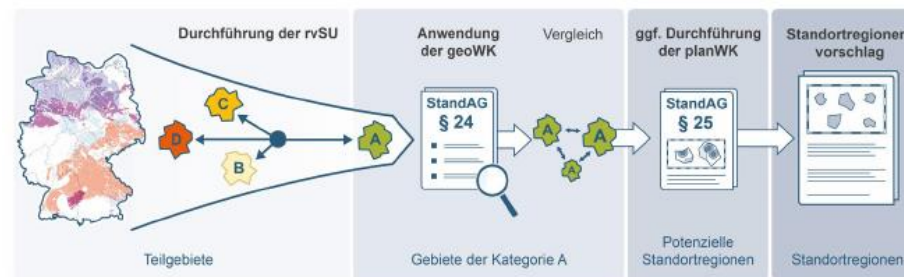 Durchführung der rvSU
Anwendung
der geoWK
Vergleich
ggf. Durchführung
der planWK
Standortregionen
vorschlag
C
D
B
A
StandAG
§ 24
A
A
A
StandAG
§ 25
Teilgebiete
Gebiete der Kategorie A
Potenzielle
Standortregionen
Standortregionen